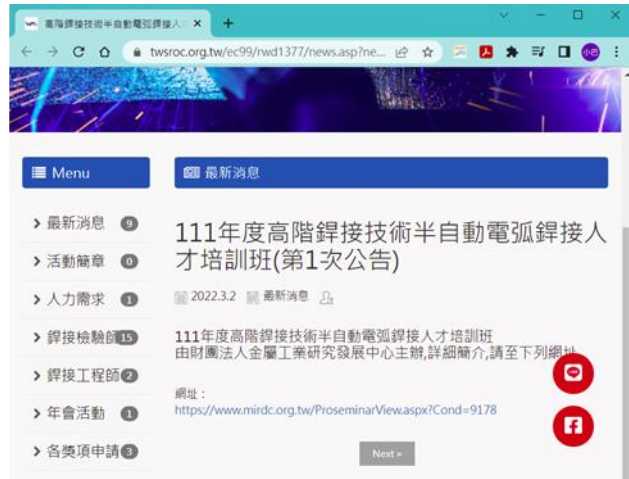 高階銲接技術半自動電弧銲接人
twsroc.org.tw/ec99/rwd1377/news.asp?ne...
小巴
Menu
最新消息 9
活動簡章 0
人力需求 1
銲接檢驗師 15
銲接工程師 2
年會活動 1
各獎項申請 3
最新消息
111年度高階銲接技術半自動電弧銲接人
才培訓班(第1次公告)
2022.3.2 最新消息
111年度高階銲接技術半自動電弧銲接人才培訓班
由財團法人金屬工業研究發展中心主辦,詳細簡介,請至下列網址
網址：
https://www.mirdc.org.tw/ProseminarView.aspx?Cond=9178
Next »